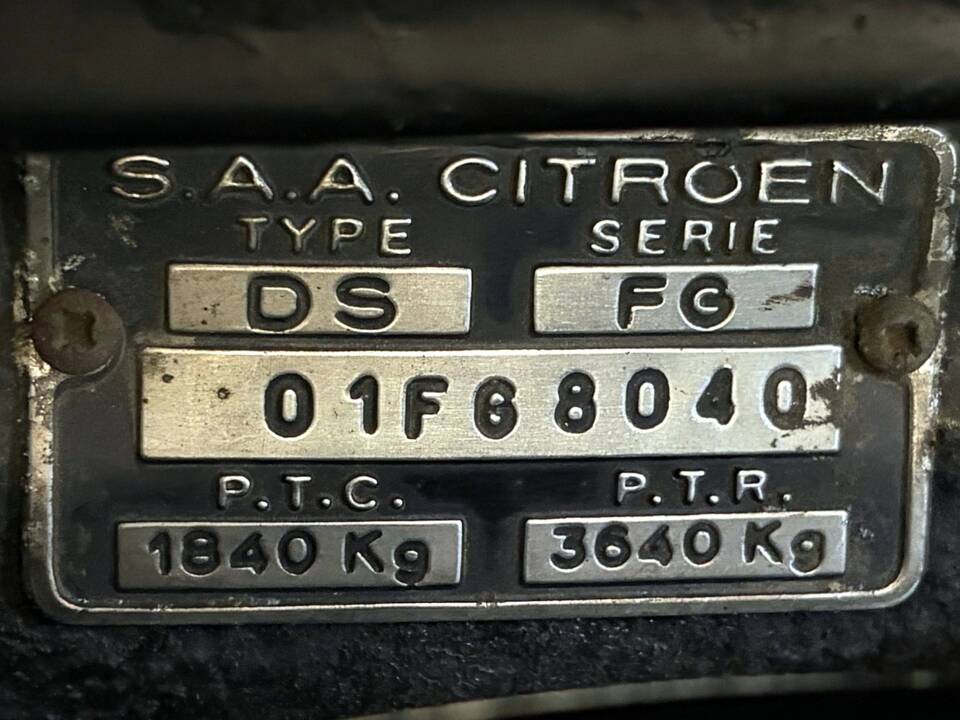 S.A.A. CITROËN
TYPE SERIE
DS FG
01FG8040
P.T.C. P.T.R.
1840 Kg 3640 Kg